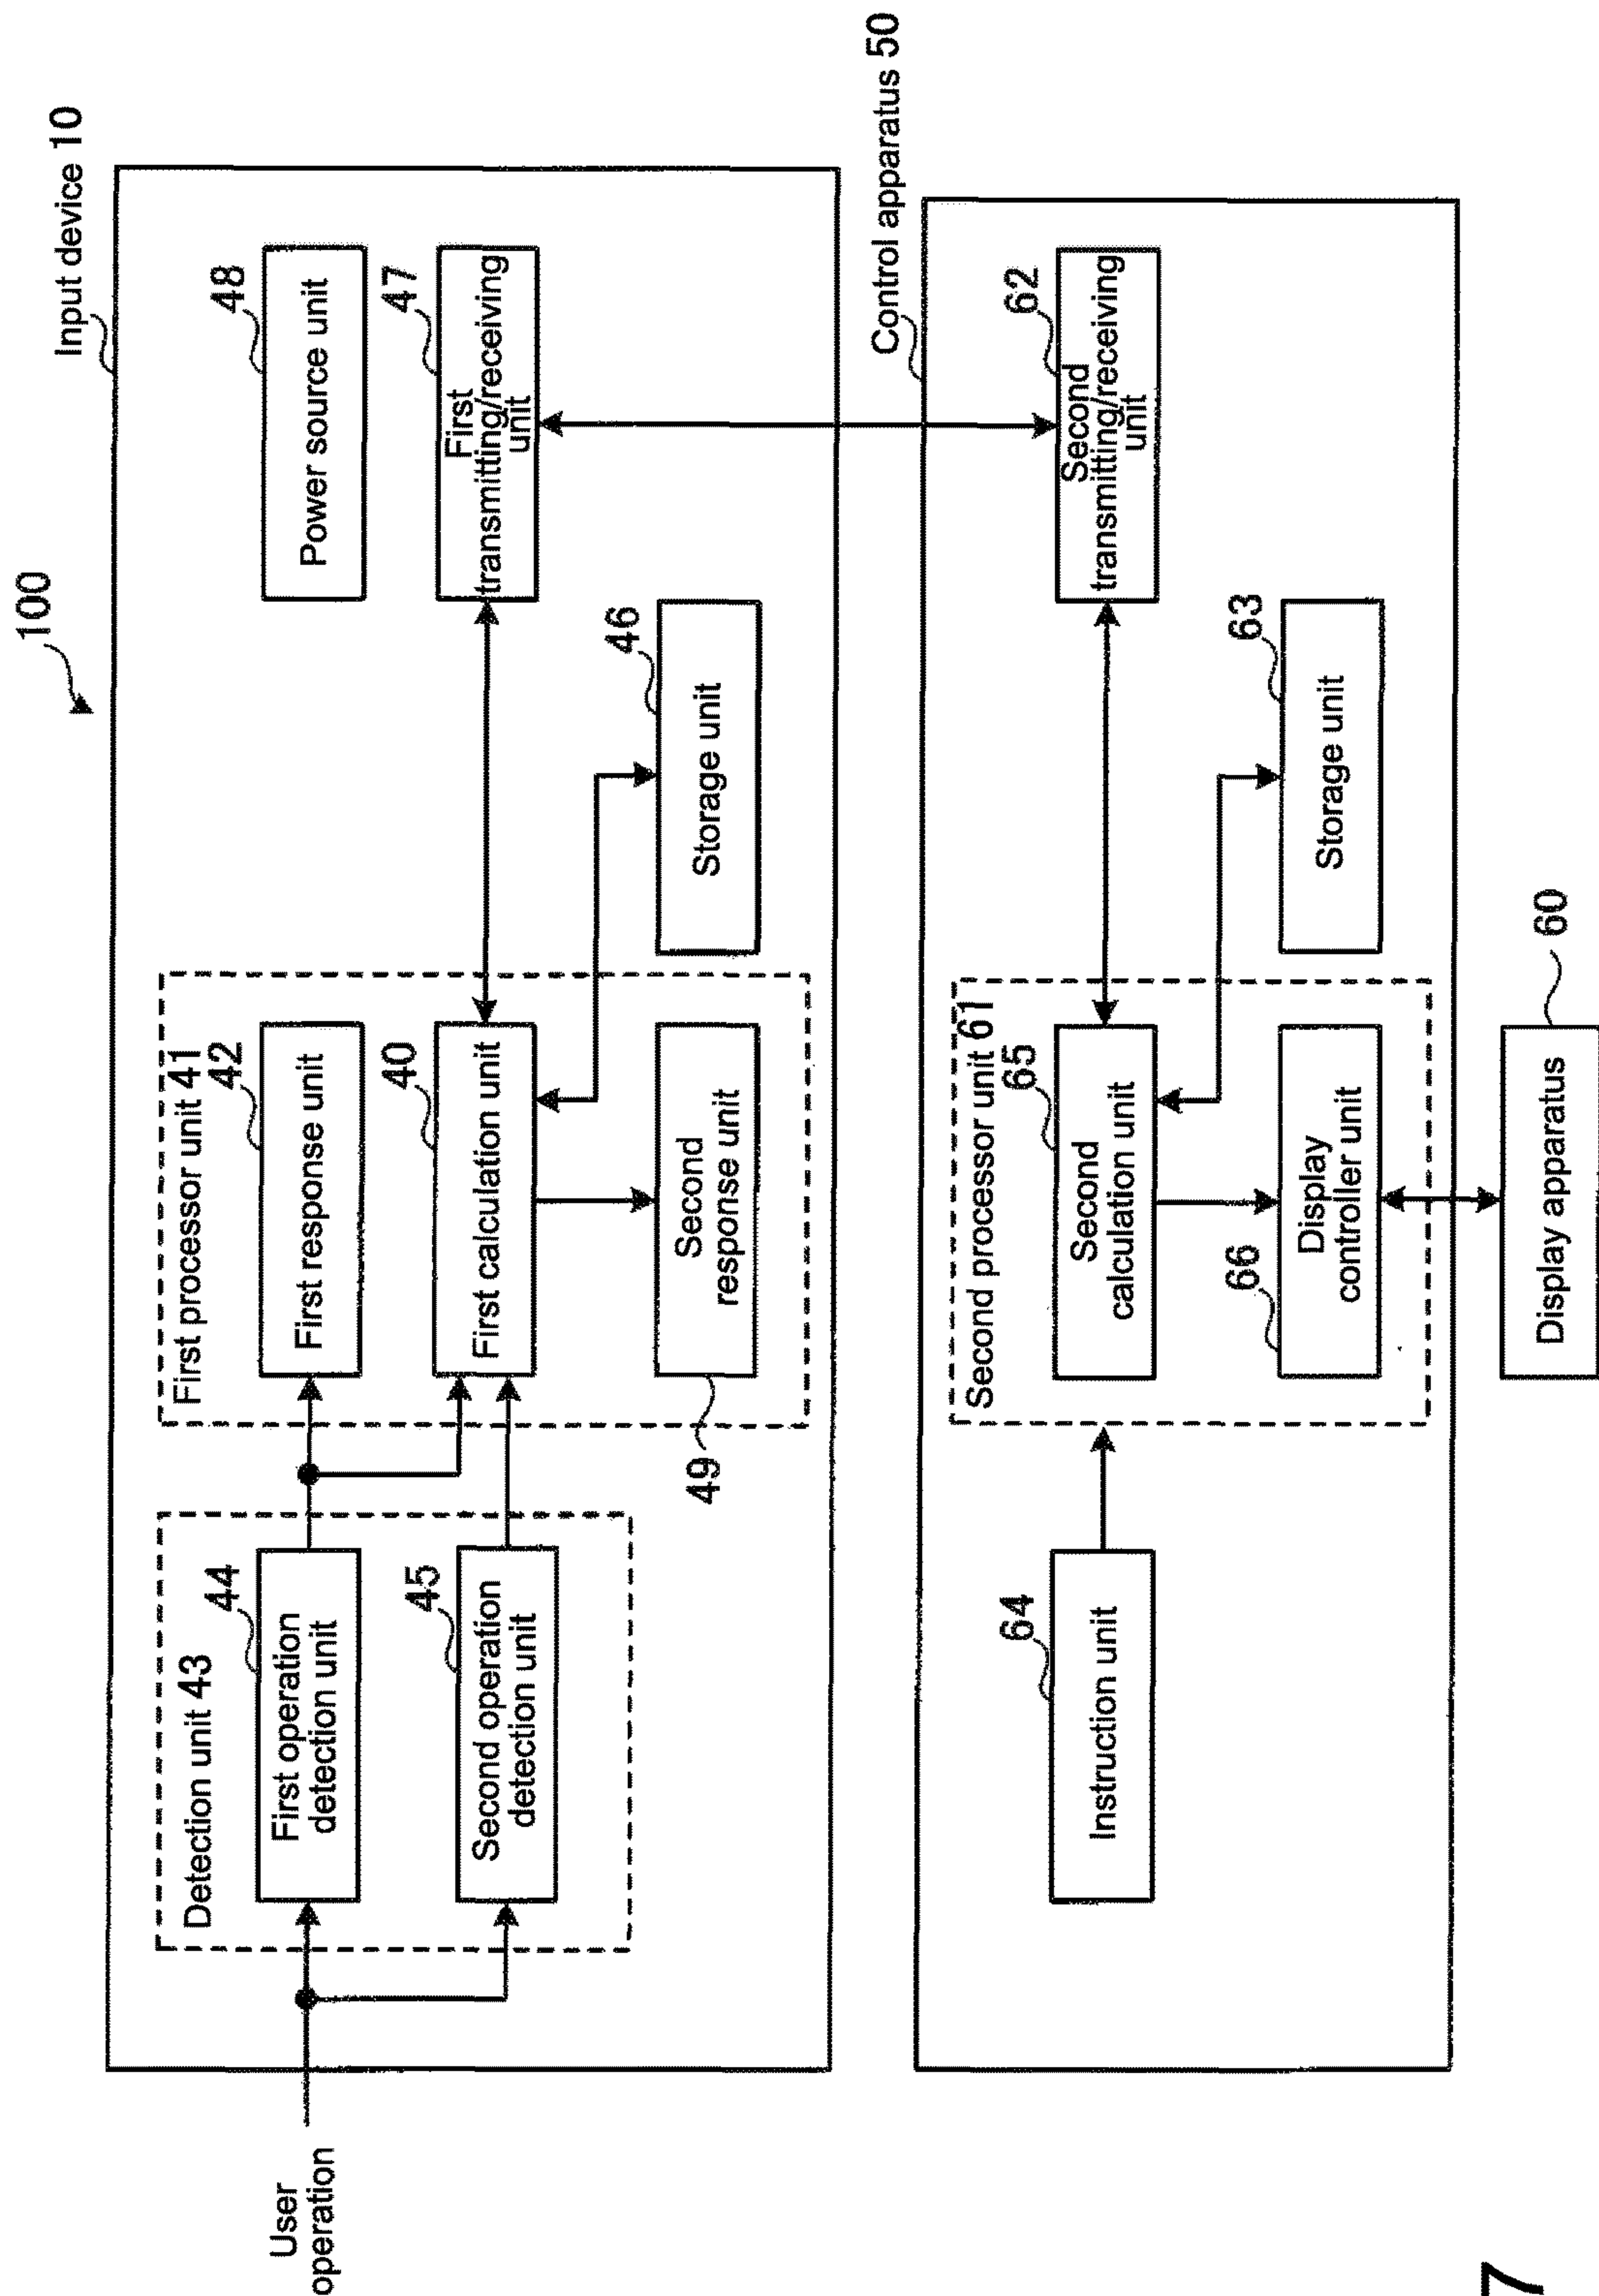 100
Input device 10
User
operation
Detection unit 43
44
First operation
detection unit
45
Second operation
detection unit
First processor unit 41
42
First response unit
40
First calculation unit
49
Second
response unit
48
Power source unit
47
First
transmitting/receiving
unit
46
Storage unit
Control apparatus 50
64
Instruction unit
Second processor unit 61
65
Second
calculation unit
66
Display
controller unit
62
Second
transmitting/receiving
unit
63
Storage unit
60
Display apparatus
7